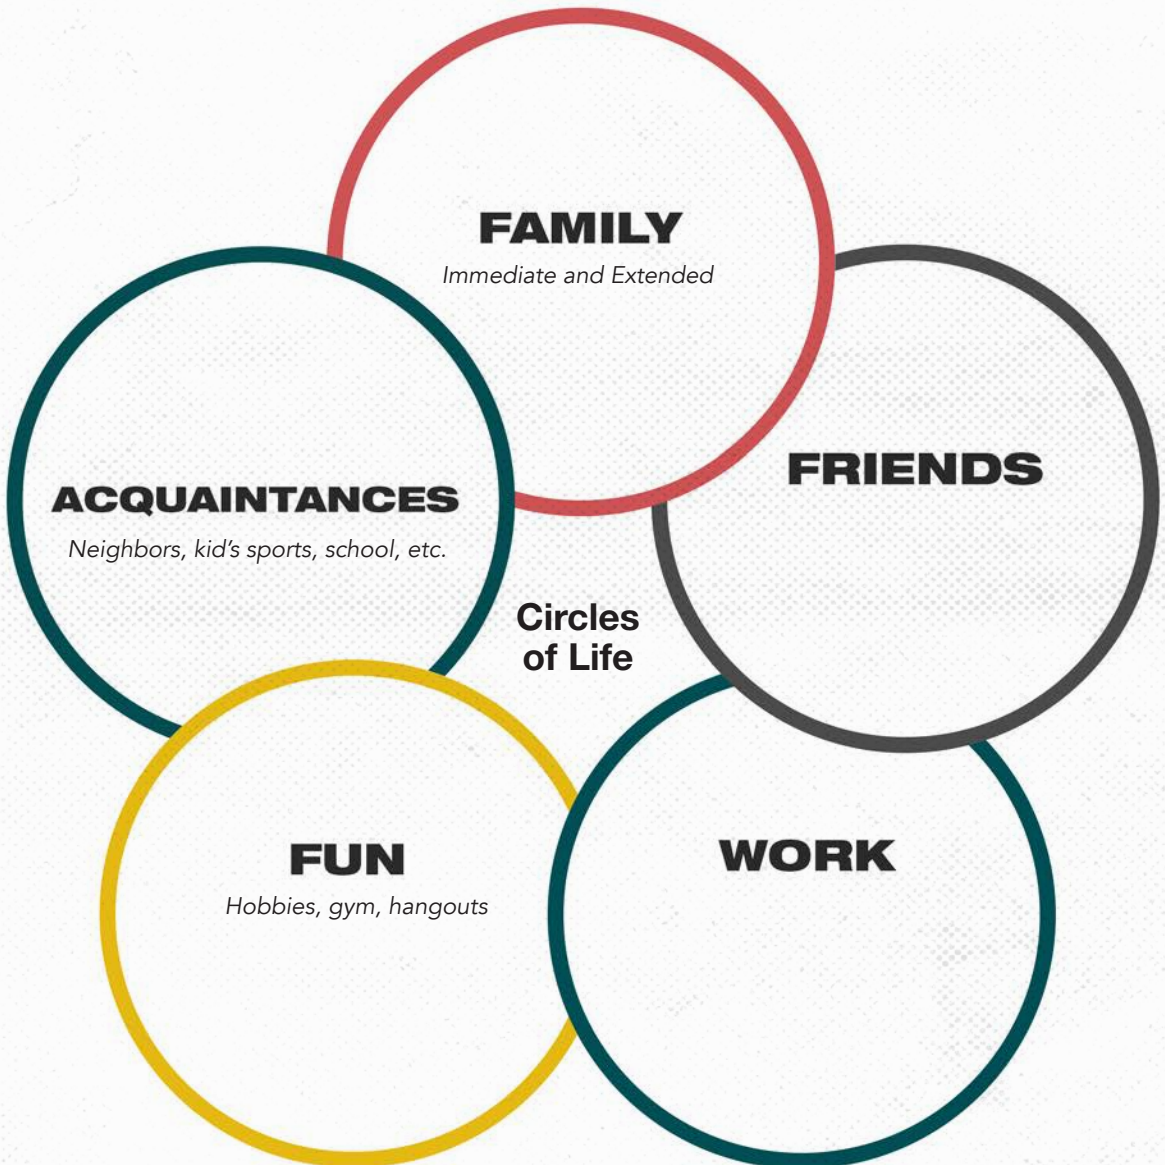 FAMILY
Immediate and Extended
FRIENDS
ACQUAINTANCES
Neighbors, kid’s sports, school, etc.
Circles
of Life
FUN
Hobbies, gym, hangouts
WORK